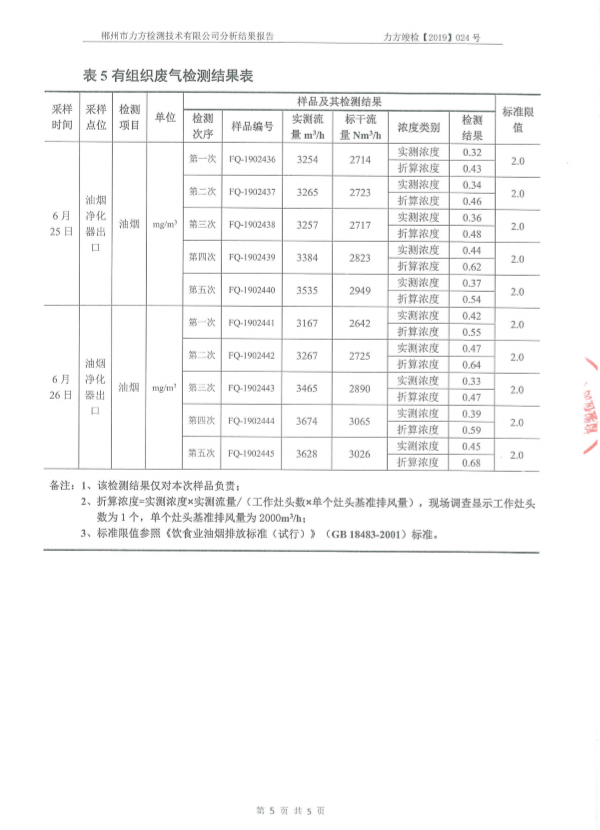 郴州市力方检测技术有限公司分析结果报告 力方竣检【2019】024 号
表 5 有组织废气检测结果表
采样时间 采样点位 检测项目 单位 样品及其检测结果 标准限值
检测次序 样品编号 实测流量 m³/h 标干流量 Nm³/h 浓度类别 检测结果
6 月 25 日 油烟净化器出口 油烟 mg/m³
第一次 FQ-1902436 3254 2714 实测浓度 0.32 2.0
折算浓度 0.43
第二次 FQ-1902437 3265 2723 实测浓度 0.34 2.0
折算浓度 0.46
第三次 FQ-1902438 3257 2717 实测浓度 0.36 2.0
折算浓度 0.48
第四次 FQ-1902439 3384 2823 实测浓度 0.44 2.0
折算浓度 0.62
第五次 FQ-1902440 3535 2949 实测浓度 0.37 2.0
折算浓度 0.54
6 月 26 日 油烟净化器出口 油烟 mg/m³
第一次 FQ-1902441 3167 2642 实测浓度 0.42 2.0
折算浓度 0.55
第二次 FQ-1902442 3267 2725 实测浓度 0.47 2.0
折算浓度 0.64
第三次 FQ-1902443 3465 2890 实测浓度 0.33 2.0
折算浓度 0.47
第四次 FQ-1902444 3674 3065 实测浓度 0.39 2.0
折算浓度 0.59
第五次 FQ-1902445 3628 3026 实测浓度 0.45 2.0
折算浓度 0.68
备注：1、该检测结果仅对本次样品负责；
2、折算浓度=实测浓度×实测流量/（工作灶头数×单个灶头基准排风量），现场调查显示工作灶头
数为 1 个，单个灶头基准排风量为 2000m³/h；
3、标准限值参照《饮食业油烟排放标准（试行）》（GB 18483-2001）标准。
第 5 页 共 5 页